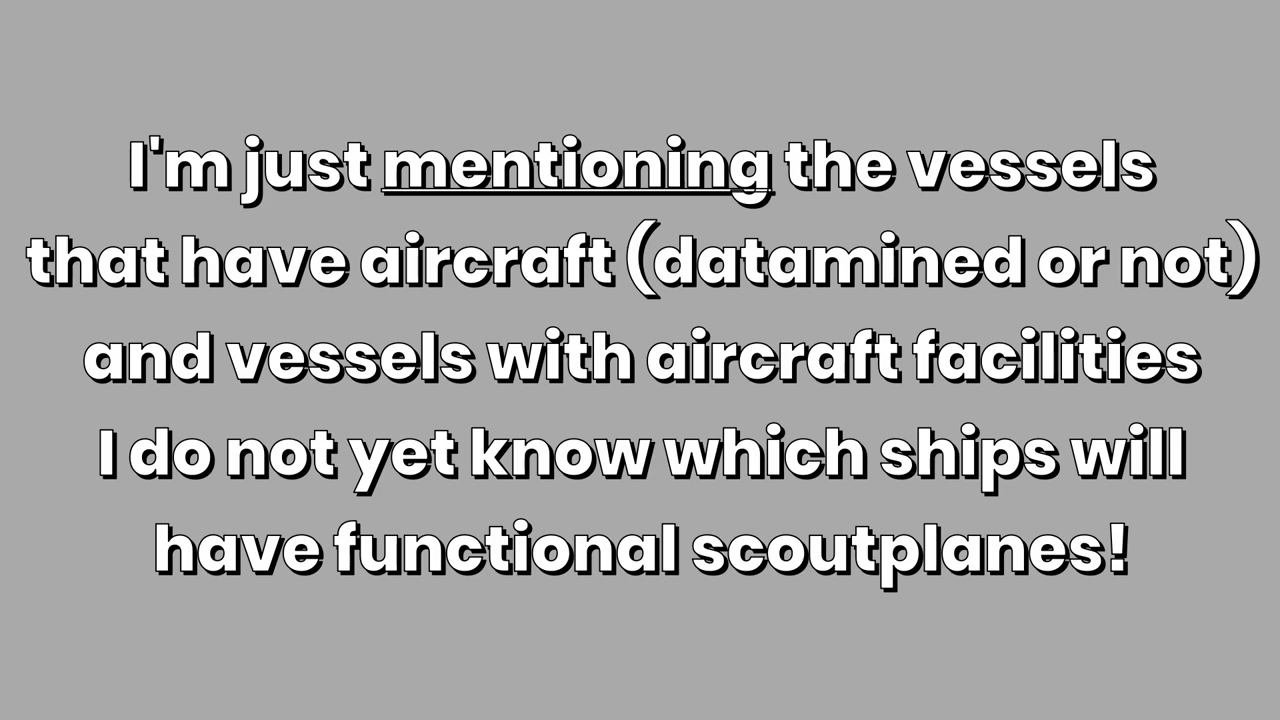 I'm just mentioning the vessels
that have aircraft (datamined or not)
and vessels with aircraft facilities
I do not yet know which ships will
have functional scoutplanes!